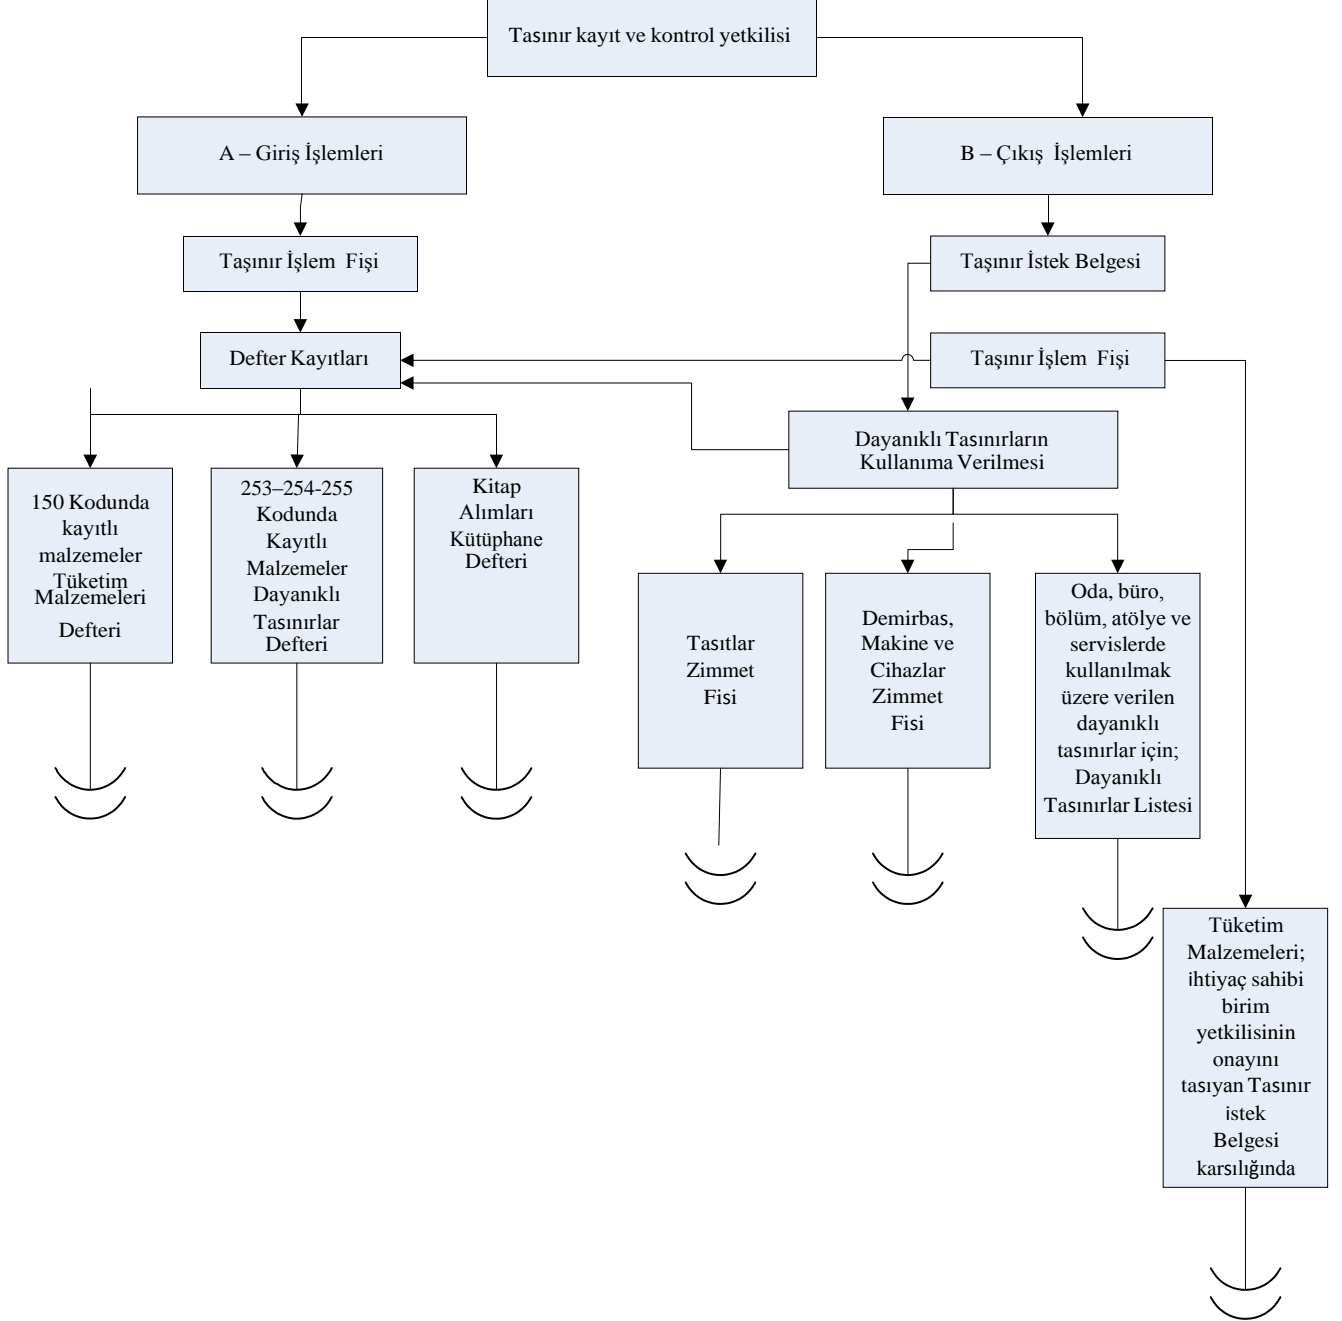 Tasınır kayıt ve kontrol yetkilisi
A – Giriş İşlemleri
B – Çıkış İşlemleri
Taşınır İşlem Fişi
Taşınır İstek Belgesi
Defter Kayıtları
Taşınır İşlem Fişi
Dayanıklı Tasınırların
Kullanıma Verilmesi
150 Kodunda
kayıtlı
malzemeler
Tüketim
Malzemeleri
Defteri
253–254-255
Kodunda
Kayıtlı
Malzemeler
Dayanıklı
Tasınırlar
Defteri
Kitap
Alımları
Kütüphane
Defteri
Tasıtlar
Zimmet
Fisi
Demirbas,
Makine ve
Cihazlar
Zimmet
Fisi
Oda, büro,
bölüm, atölye ve
servislerde
kullanılmak
üzere verilen
dayanıklı
tasınırlar için;
Dayanıklı
Tasınırlar Listesi
Tüketim
Malzemeleri;
ihtiyaç sahibi
birim
yetkilisinin
onayını
tasıyan Tasınır
istek
Belgesi
karsılığında